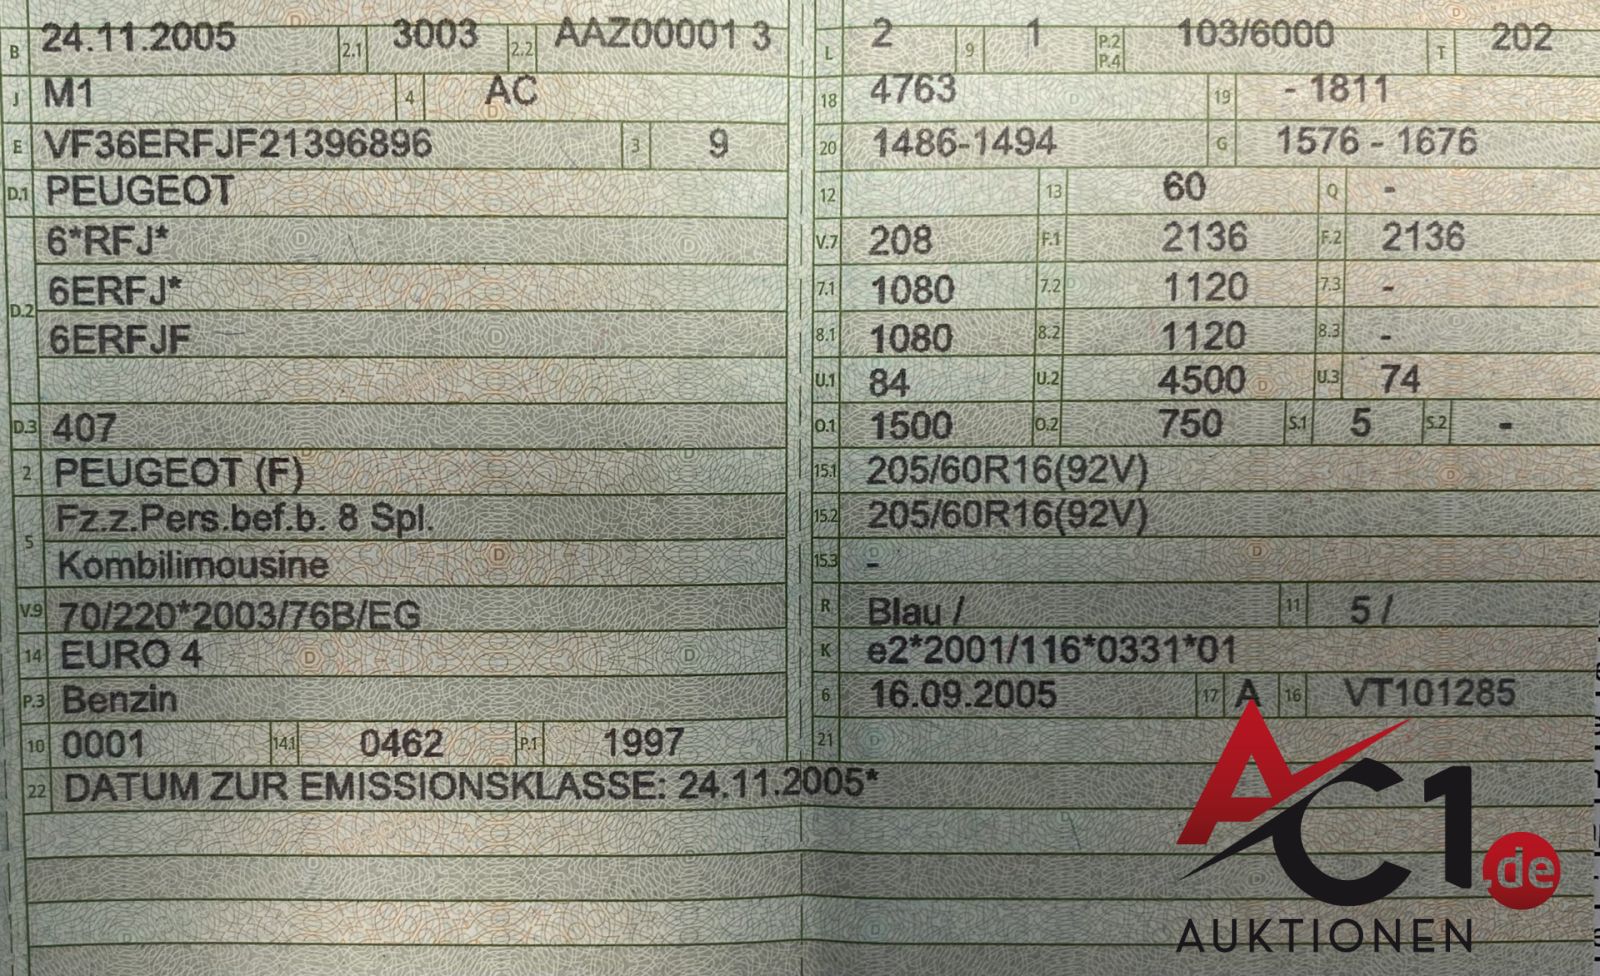 B 24.11.2005 2.1 3003 2.2 AAZ00001 3
J M1 4 AC
E VF36ERFJF21396896 3 9
D.1 PEUGEOT
6*RFJ*
D.2 6ERFJ*
6ERFJF
D.3 407
2 PEUGEOT (F)
Fz.z.Pers.bef.b. 8 Spl.
5 Kombilimousine
V.9 70/220*2003/76B/EG
14 EURO 4
P.3 Benzin
10 0001 14.1 0462 P.1 1997
22 DATUM ZUR EMISSIONSKLASSE: 24.11.2005*
L 2 9 1 P.2 P.4 103/6000 T 202
18 4763 19 - 1811
20 1486-1494 G 1576 - 1676
12 13 60 Q -
V.7 208 F.1 2136 F.2 2136
7.1 1080 7.2 1120 7.3 -
8.1 1080 8.2 1120 8.3 -
U.1 84 U.2 4500 U.3 74
O.1 1500 O.2 750 S.1 5 S.2 -
15.1 205/60R16(92V)
15.2 205/60R16(92V)
15.3 -
R Blau / 11 5 /
K e2*2001/116*0331*01
6 16.09.2005 17 A 16 VT101285
21
AC1.de
AUKTIONEN